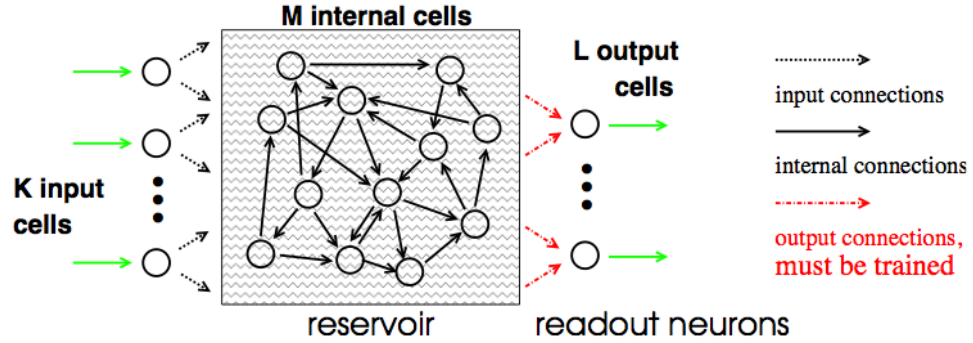 M internal cells
K input
cells
L output
cells
reservoir
readout neurons
input connections
internal connections
output connections,
must be trained